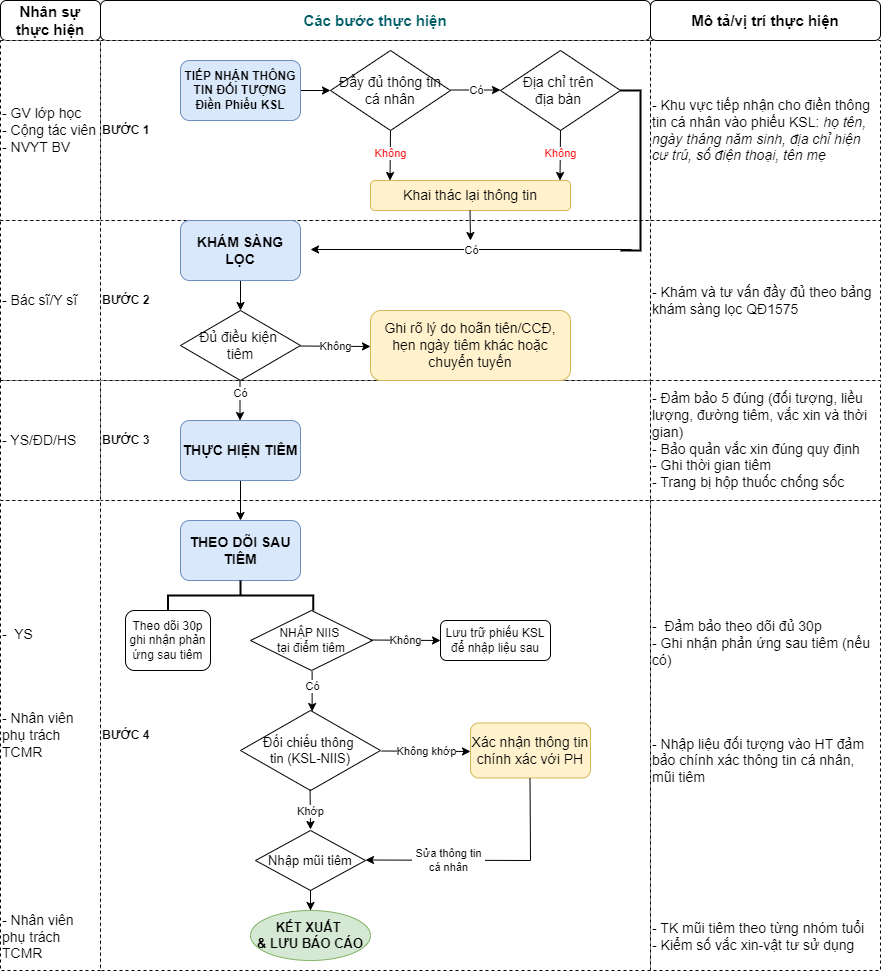 Nhân sự
thực hiện
Các bước thực hiện
Mô tả/vị trí thực hiện
- GV lớp học
- Cộng tác viên
- NVYT BV
BƯỚC 1
TIẾP NHẬN THÔNG
TIN ĐỐI TƯỢNG
Điền Phiếu KSL
Đầy đủ thông tin
cá nhân
Có
Địa chỉ trên
địa bàn
Không
Không
Khai thác lại thông tin
- Khu vực tiếp nhận cho điền thông
tin cá nhân vào phiếu KSL: họ tên,
ngày tháng năm sinh, địa chỉ hiện
cư trú, số điện thoại, tên mẹ
- Bác sĩ/Y sĩ
BƯỚC 2
KHÁM SÀNG
LỌC
Có
Đủ điều kiện
tiêm
Không
Ghi rõ lý do hoãn tiên/CCĐ,
hẹn ngày tiêm khác hoặc
chuyển tuyến
- Khám và tư vấn đầy đủ theo bảng
khám sàng lọc QĐ1575
Có
- YS/ĐD/HS
BƯỚC 3
THỰC HIỆN TIÊM
- Đảm bảo 5 đúng (đối tượng, liều
lượng, đường tiêm, vắc xin và thời
gian)
- Bảo quản vắc xin đúng quy định
- Ghi thời gian tiêm
- Trang bị hộp thuốc chống sốc
THEO DÕI SAU
TIÊM
- YS
Theo dõi 30p
ghi nhận phản
ứng sau tiêm
NHẬP NIIS
tại điểm tiêm
Không
Lưu trữ phiếu KSL
để nhập liệu sau
- Đảm bảo theo dõi đủ 30p
- Ghi nhận phản ứng sau tiêm (nếu
có)
Có
- Nhân viên
phụ trách
TCMR
BƯỚC 4
Đối chiếu thông
tin (KSL-NIIS)
Không khớp
Xác nhận thông tin
chính xác với PH
- Nhập liệu đối tượng vào HT đảm
bảo chính xác thông tin cá nhân,
mũi tiêm
Khớp
Nhập mũi tiêm
Sửa thông tin
cá nhân
- Nhân viên
phụ trách
TCMR
KẾT XUẤT
& LƯU BÁO CÁO
- TK mũi tiêm theo từng nhóm tuổi
- Kiểm số vắc xin-vật tư sử dụng